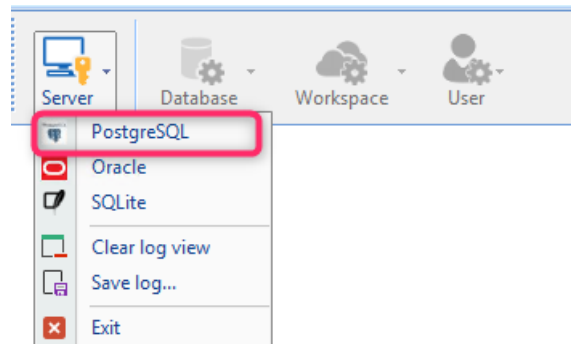 Server
Database
Workspace
User
PostgreSQL
Oracle
SQLite
Clear log view
Save log...
Exit